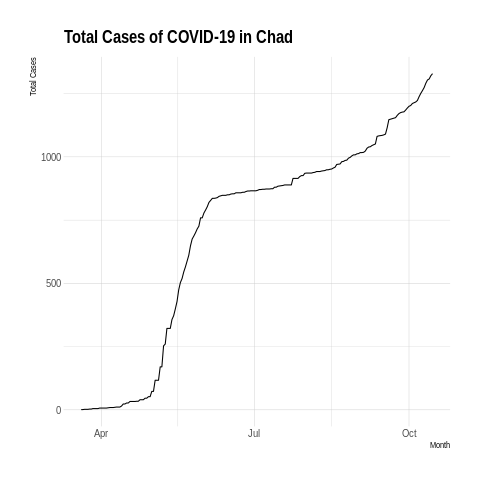 Total Cases of COVID-19 in Chad
Total Cases
1000
500
0
Apr
Jul
Oct
Month